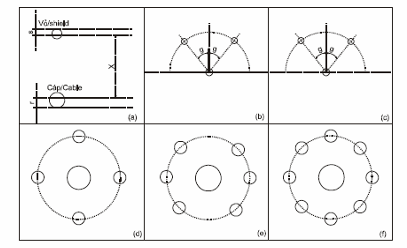 Vỏ/shield
Cáp/Cable
X
r
(a)
(b)
(c)
(d)
(e)
(f)